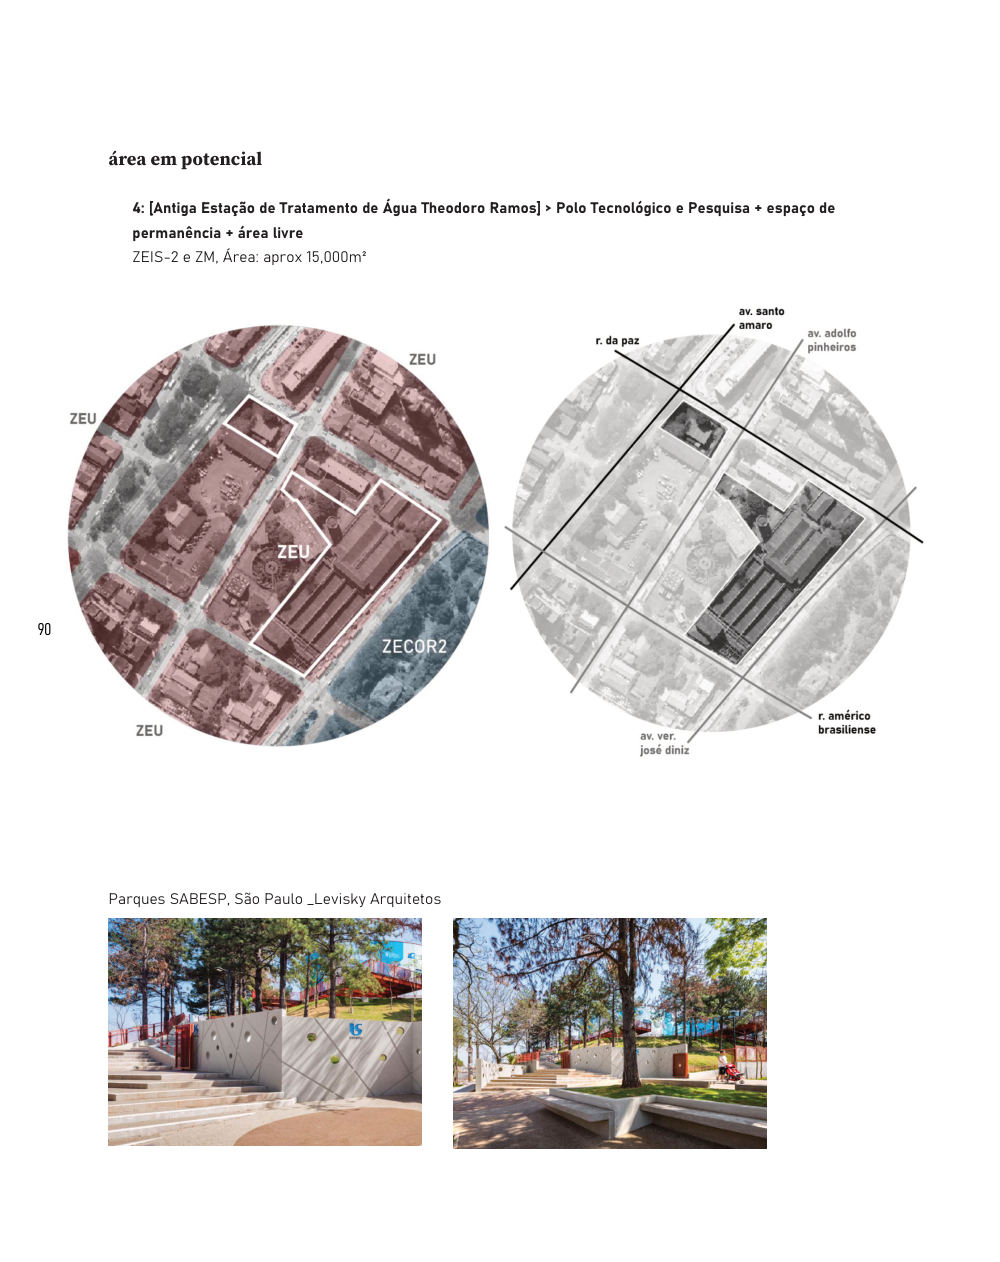 área em potencial
4: [Antiga Estação de Tratamento de Água Theodoro Ramos] > Polo Tecnológico e Pesquisa + espaço de
permanência + área livre
ZEIS-2 e ZM, Área: aprox 15,000m²
av. santo
amaro
av. adolfo
pinheiros
r. da paz
ZEU
ZEU
ZEU
ZECOR2
ZEU
90
r. américo
brasiliense
av. ver.
josé diniz
Parques SABESP, São Paulo _Levisky Arquitetos